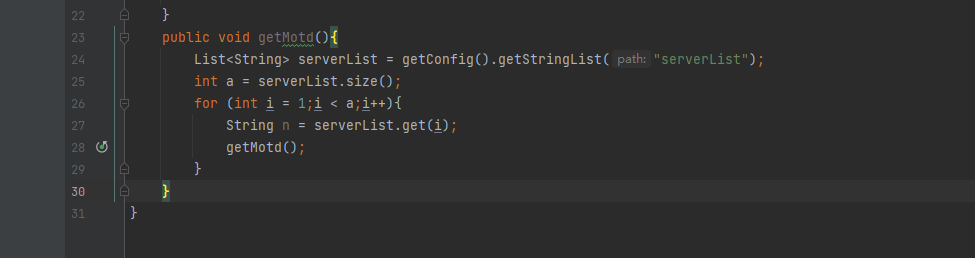 22 }
23 public void getMotd(){
24 List<String> serverList = getConfig().getStringList( path: "serverList");
25 int a = serverList.size();
26 for (int i = 1;i < a;i++){
27 String n = serverList.get(i);
28 getMotd();
29 }
30 }
31 }